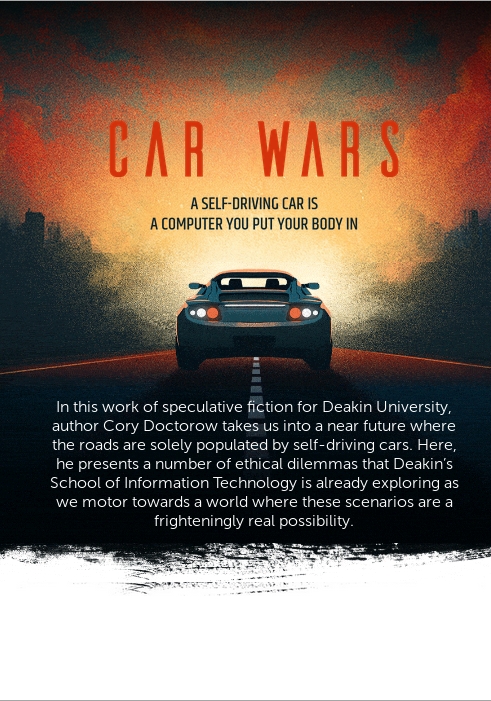 CAR WARS
A SELF-DRIVING CAR IS
A COMPUTER YOU PUT YOUR BODY IN
In this work of speculative fiction for Deakin University,
author Cory Doctorow takes us into a near future where
the roads are solely populated by self-driving cars. Here,
he presents a number of ethical dilemmas that Deakin’s
School of Information Technology is already exploring as
we motor towards a world where these scenarios are a
frighteningly real possibility.